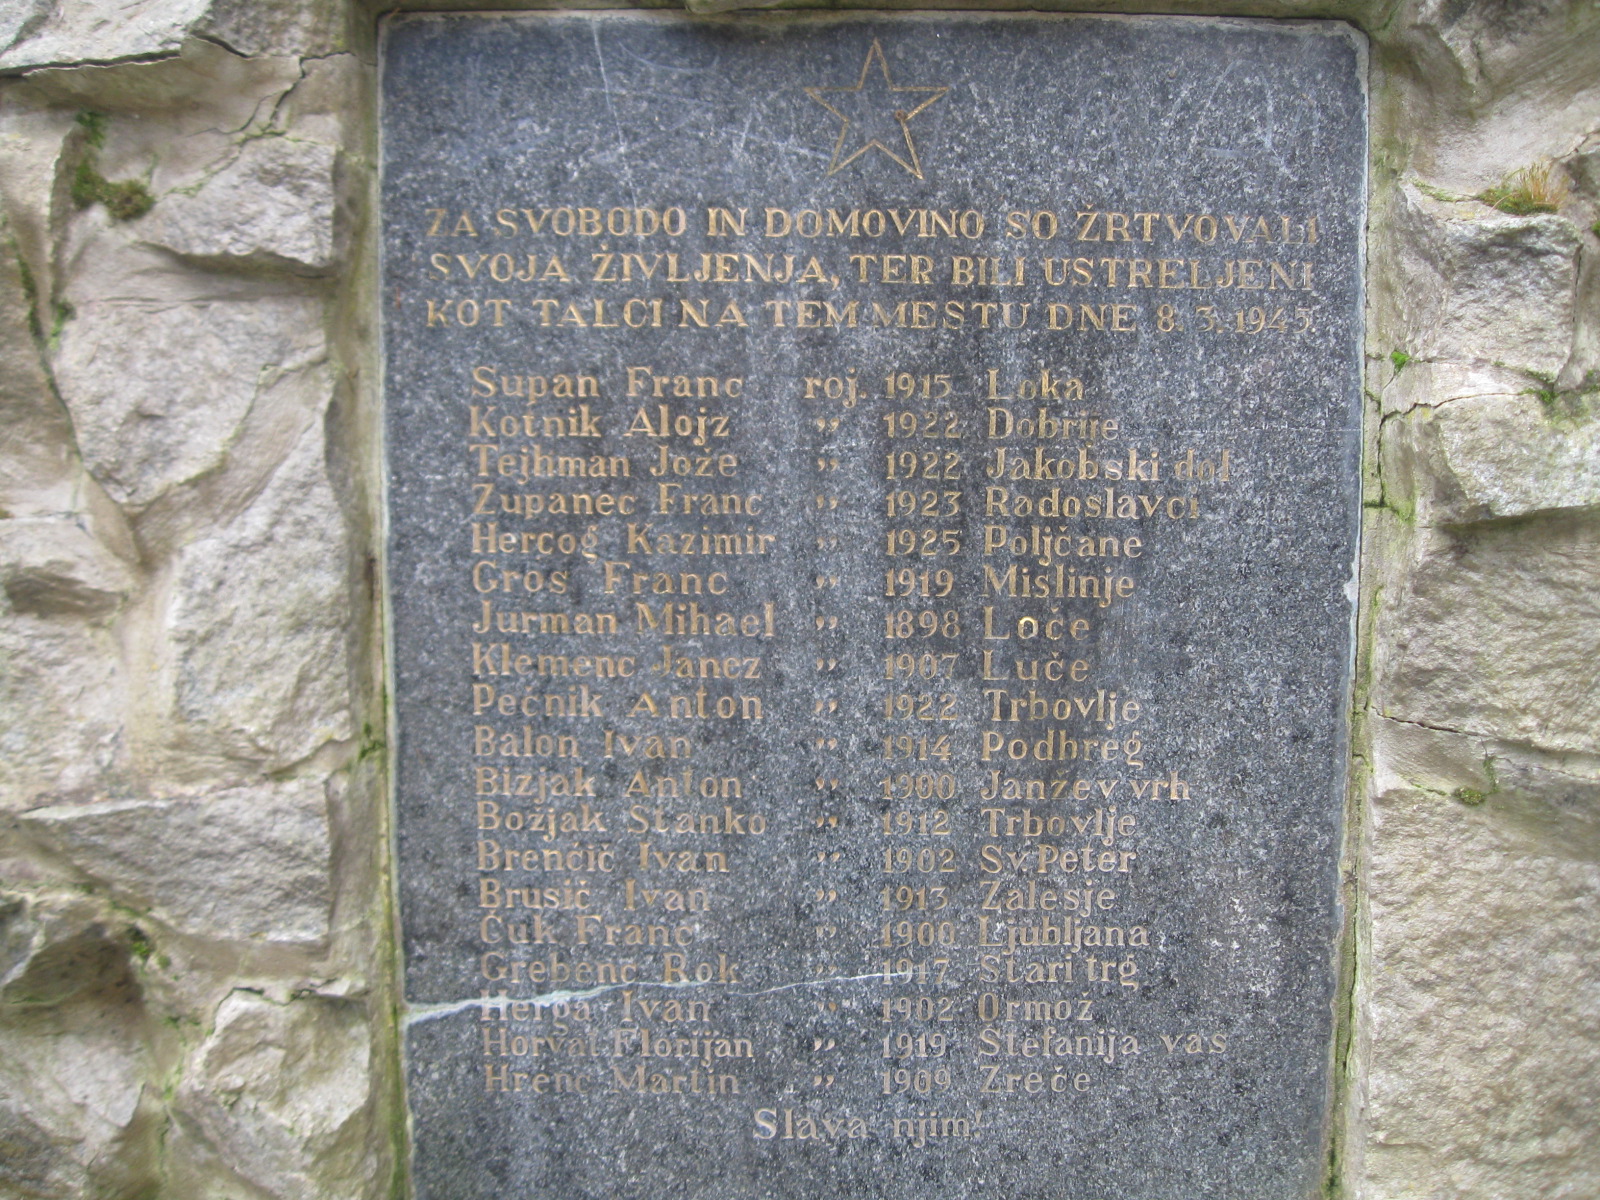 ZA SVOBODO IN DOMOVINO SO ŽRTVOVALI
SVOJA ŽIVLJENJA, TER BILI USTRELJENI
KOT TALCI NA TEM MESTU DNE 8. 3. 1945.
Supan Franc roj. 1915 Loka
Kotnik Alojz " 1922 Dobrije
Tejhman Jože " 1922 Jakobski dol
Zupanec Franc " 1923 Radoslavci
Hercog Kazimir " 1925 Poljčane
Gros Franc " 1919 Mislinje
Jurman Mihael " 1898 Loče
Klemenc Janez " 1907 Luče
Pečnik Anton " 1922 Trbovlje
Balon Ivan " 1914 Podbreg
Bizjak Anton " 1900 Janžev vrh
Božjak Stanko " 1912 Trbovlje
Brenčič Ivan " 1902 Sv. Peter
Brusič Ivan " 1913 Zalesje
Čuk Franc " 1900 Ljubljana
Grebenc Rok " 1917 Stari trg
Herga Ivan " 1902 Ormož
Horvat Florijan " 1919 Štefanija vas
Hrenc Martin " 1909 Zreče
Slava njim!